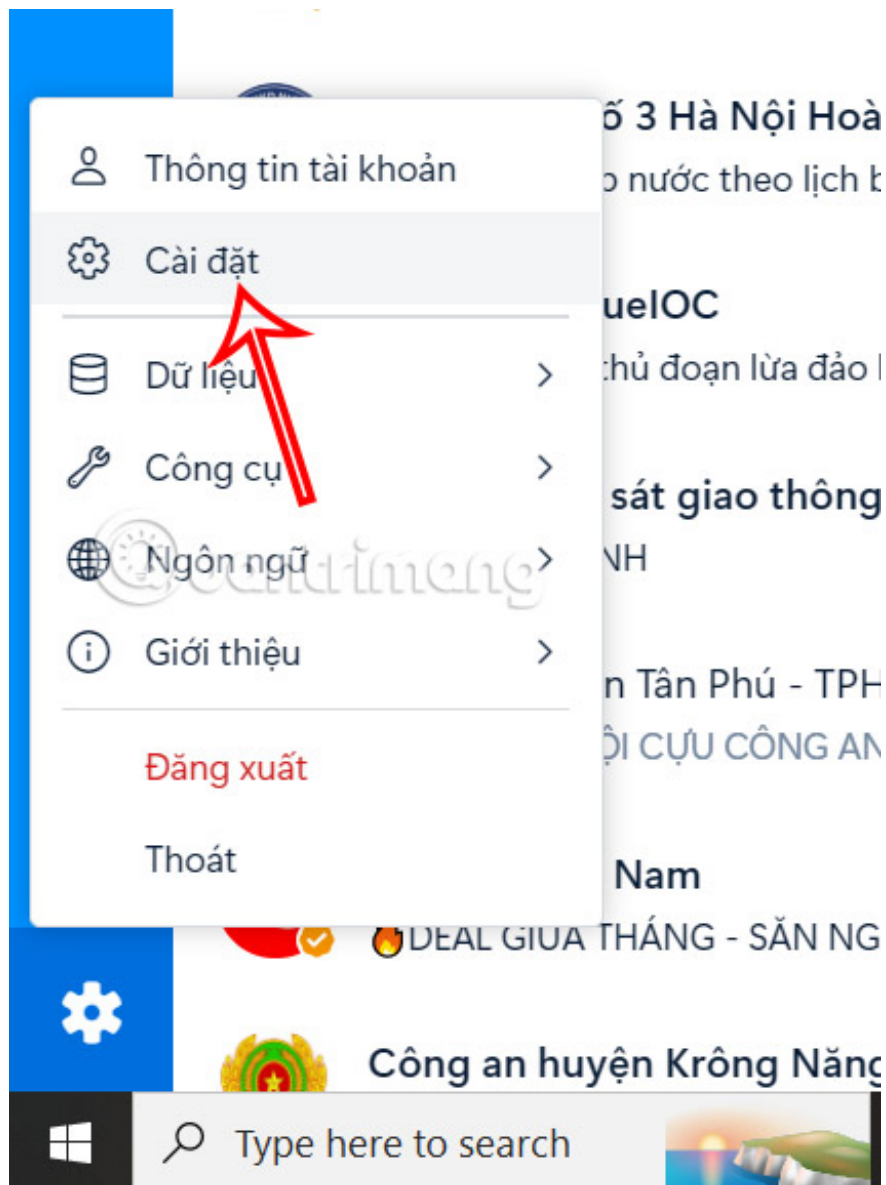 ố 3 Hà Nội Hoà
Thông tin tài khoản
nước theo lịch
Cài đặt
uelOC
Dữ liệu
thủ đoạn lừa đảo
Công cụ
sát giao thông
Ngôn ngữ
NH
Quantrimang
Giới thiệu
n Tân Phú - TPH
ỘI CỰU CÔNG AN
Đăng xuất
Thoát
Nam
DEAL GIỮA THÁNG - SĂN NG
Công an huyện Krông Năng
Type here to search